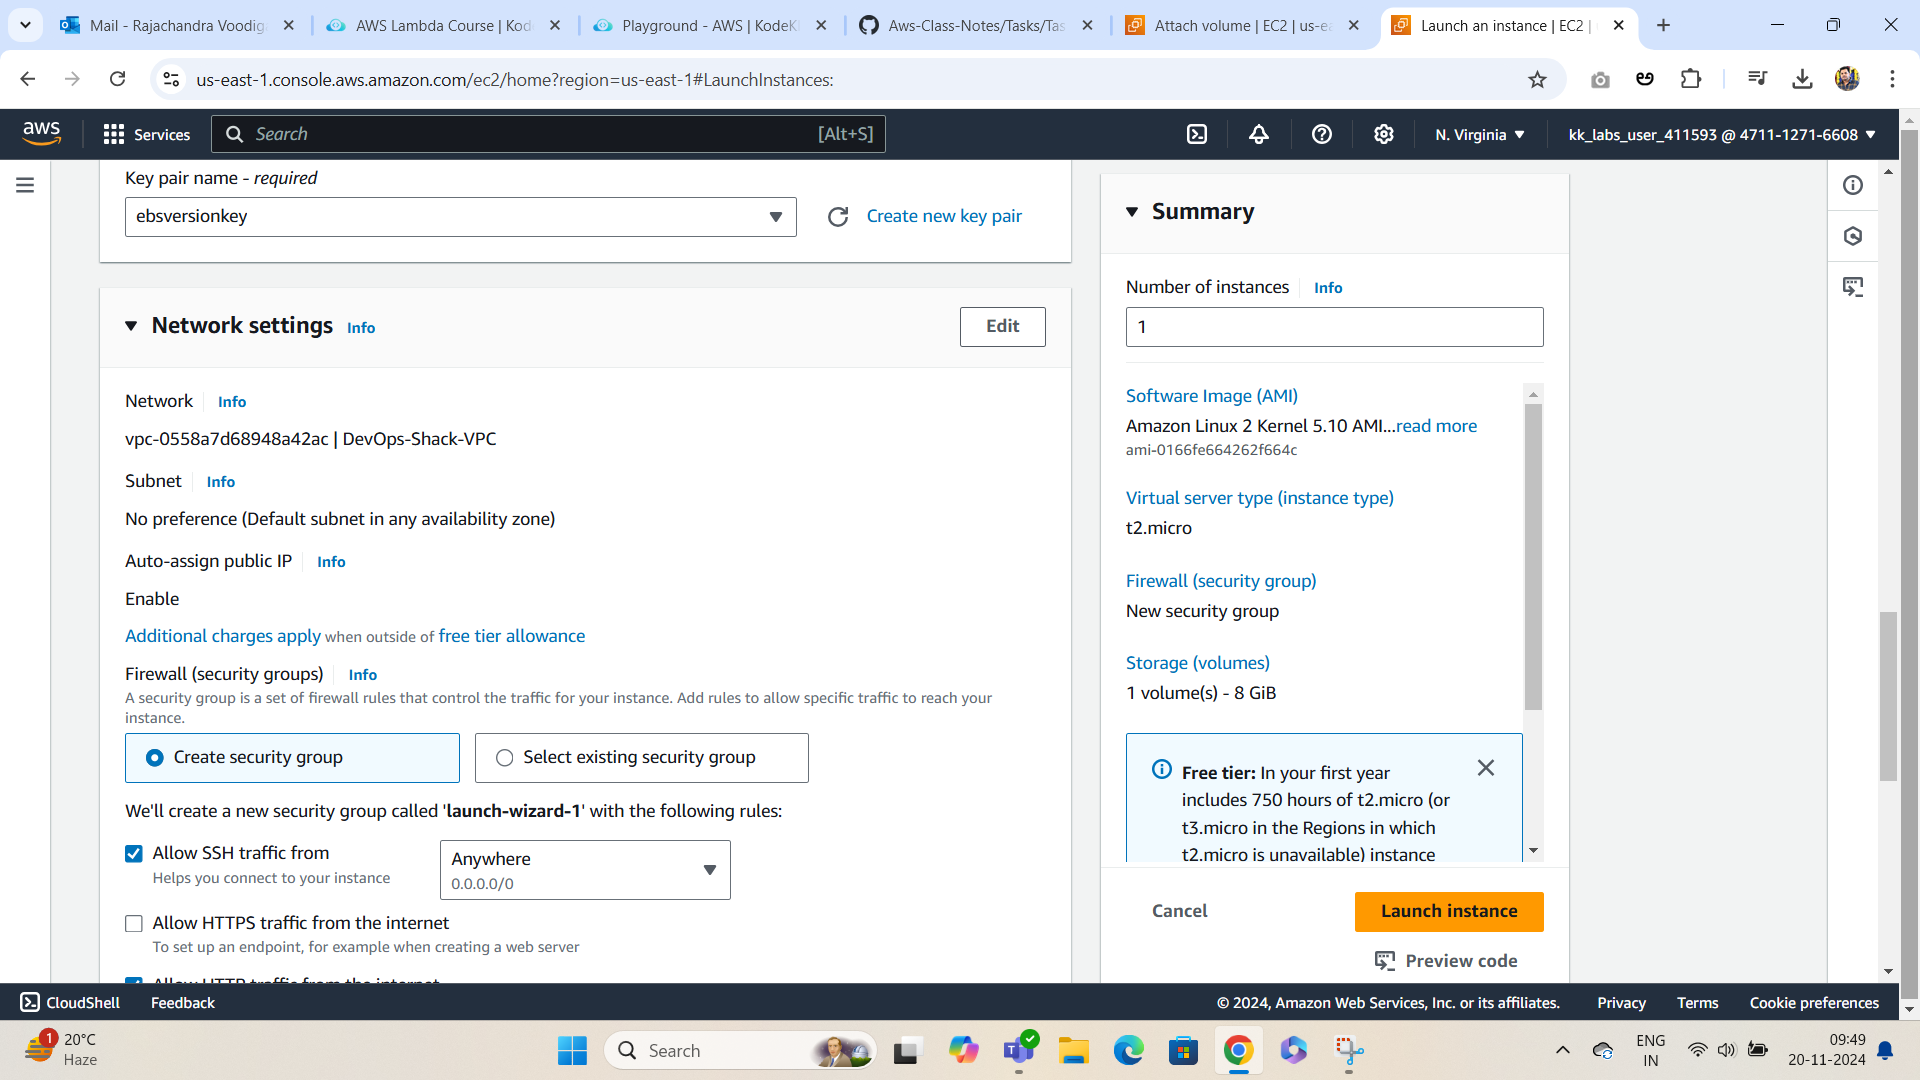 Mail - Rajachandra Voodig
AWS Lambda Course | Kod
Playground - AWS | KodeK
Aws-Class-Notes/Tasks/Tas
Attach volume | EC2 | us-ea
Launch an instance | EC2 |
us-east-1.console.aws.amazon.com/ec2/home?region=us-east-1#LaunchInstances:
aws
Services
Search
[Alt+S]
N. Virginia
kk_labs_user_411593 @ 4711-1271-6608
Key pair name - required
ebsversionkey
Create new key pair
Network settings Info
Edit
Network Info
vpc-0558a7d68948a42ac | DevOps-Shack-VPC
Subnet Info
No preference (Default subnet in any availability zone)
Auto-assign public IP Info
Enable
Additional charges apply when outside of free tier allowance
Firewall (security groups) Info
A security group is a set of firewall rules that control the traffic for your instance. Add rules to allow specific traffic to reach your
instance.
Create security group
Select existing security group
We'll create a new security group called 'launch-wizard-1' with the following rules:
Allow SSH traffic from
Helps you connect to your instance
Anywhere
0.0.0.0/0
Allow HTTPS traffic from the internet
To set up an endpoint, for example when creating a web server
Allow HTTP traffic from the internet
Summary
Number of instances Info
1
Software Image (AMI)
Amazon Linux 2 Kernel 5.10 AMI...read more
ami-0166fe664262f664c
Virtual server type (instance type)
t2.micro
Firewall (security group)
New security group
Storage (volumes)
1 volume(s) - 8 GiB
Free tier: In your first year
includes 750 hours of t2.micro (or
t3.micro in the Regions in which
t2.micro is unavailable) instance
Cancel
Launch instance
Preview code
CloudShell
Feedback
© 2024, Amazon Web Services, Inc. or its affiliates.
Privacy
Terms
Cookie preferences
1
20°C
Haze
Search
ENG
IN
09:49
20-11-2024